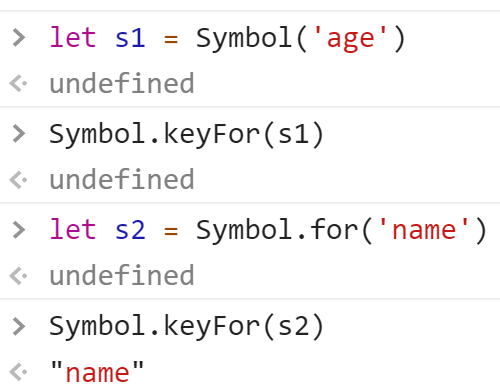 > let s1 = Symbol('age')
< undefined
> Symbol.keyFor(s1)
< undefined
> let s2 = Symbol.for('name')
< undefined
> Symbol.keyFor(s2)
< "name"